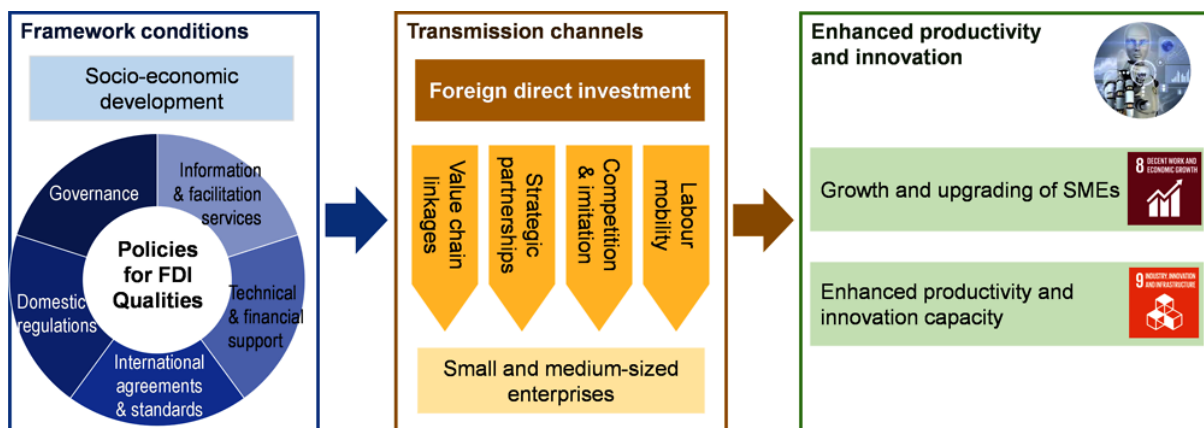 Framework conditions
Socio-economic
development
Governance
Information
& facilitation
services
Policies
for FDI
Qualities
Domestic
regulations
Technical
& financial
support
International
agreements
& standards
Transmission channels
Foreign direct investment
Value chain
linkages
Strategic
partnerships
Competition
& imitation
Labour
mobility
Small and medium-sized
enterprises
Enhanced productivity
and innovation
Growth and upgrading of SMEs
8 DECENT WORK AND
ECONOMIC GROWTH
Enhanced productivity and
innovation capacity
9 INDUSTRY, INNOVATION
AND INFRASTRUCTURE